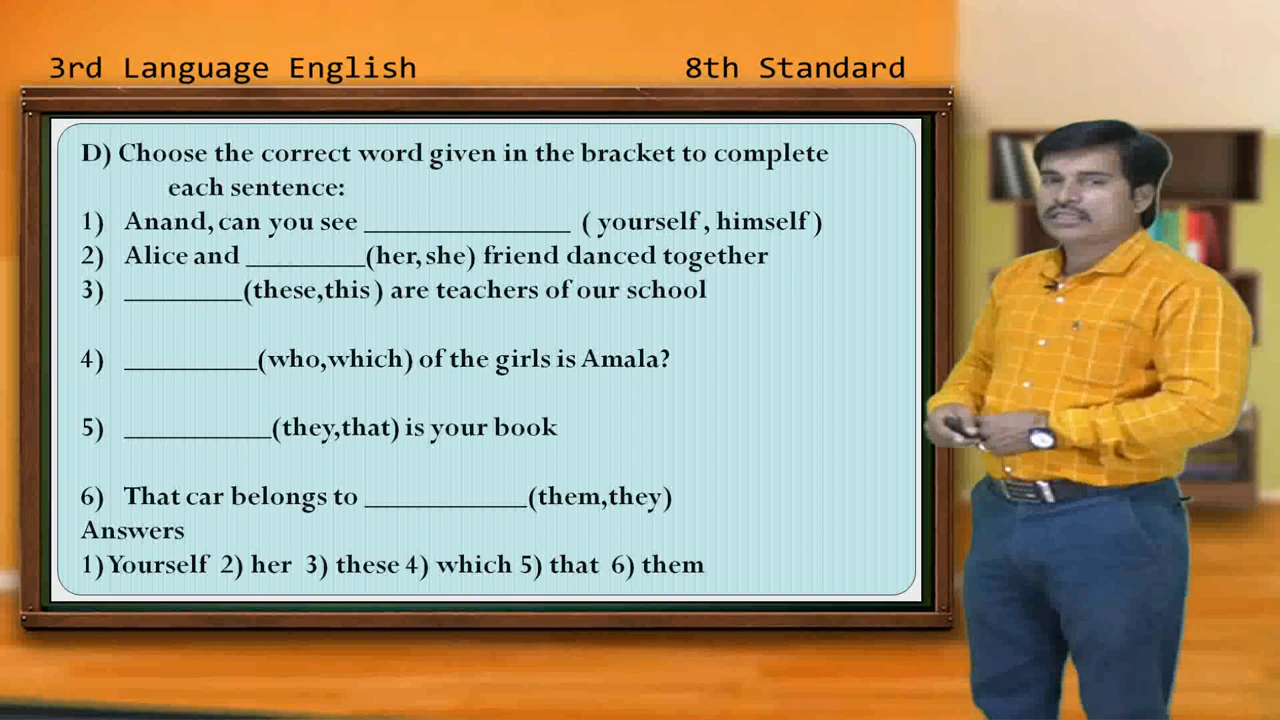 3rd Language English
8th Standard
D) Choose the correct word given in the bracket to complete
each sentence:
1) Anand, can you see ______________ ( yourself , himself )
2) Alice and ________(her, she) friend danced together
3) ________(these,this ) are teachers of our school
4) _________(who,which) of the girls is Amala?
5) __________(they,that) is your book
6) That car belongs to ___________(them,they)
Answers
1) Yourself 2) her 3) these 4) which 5) that 6) them